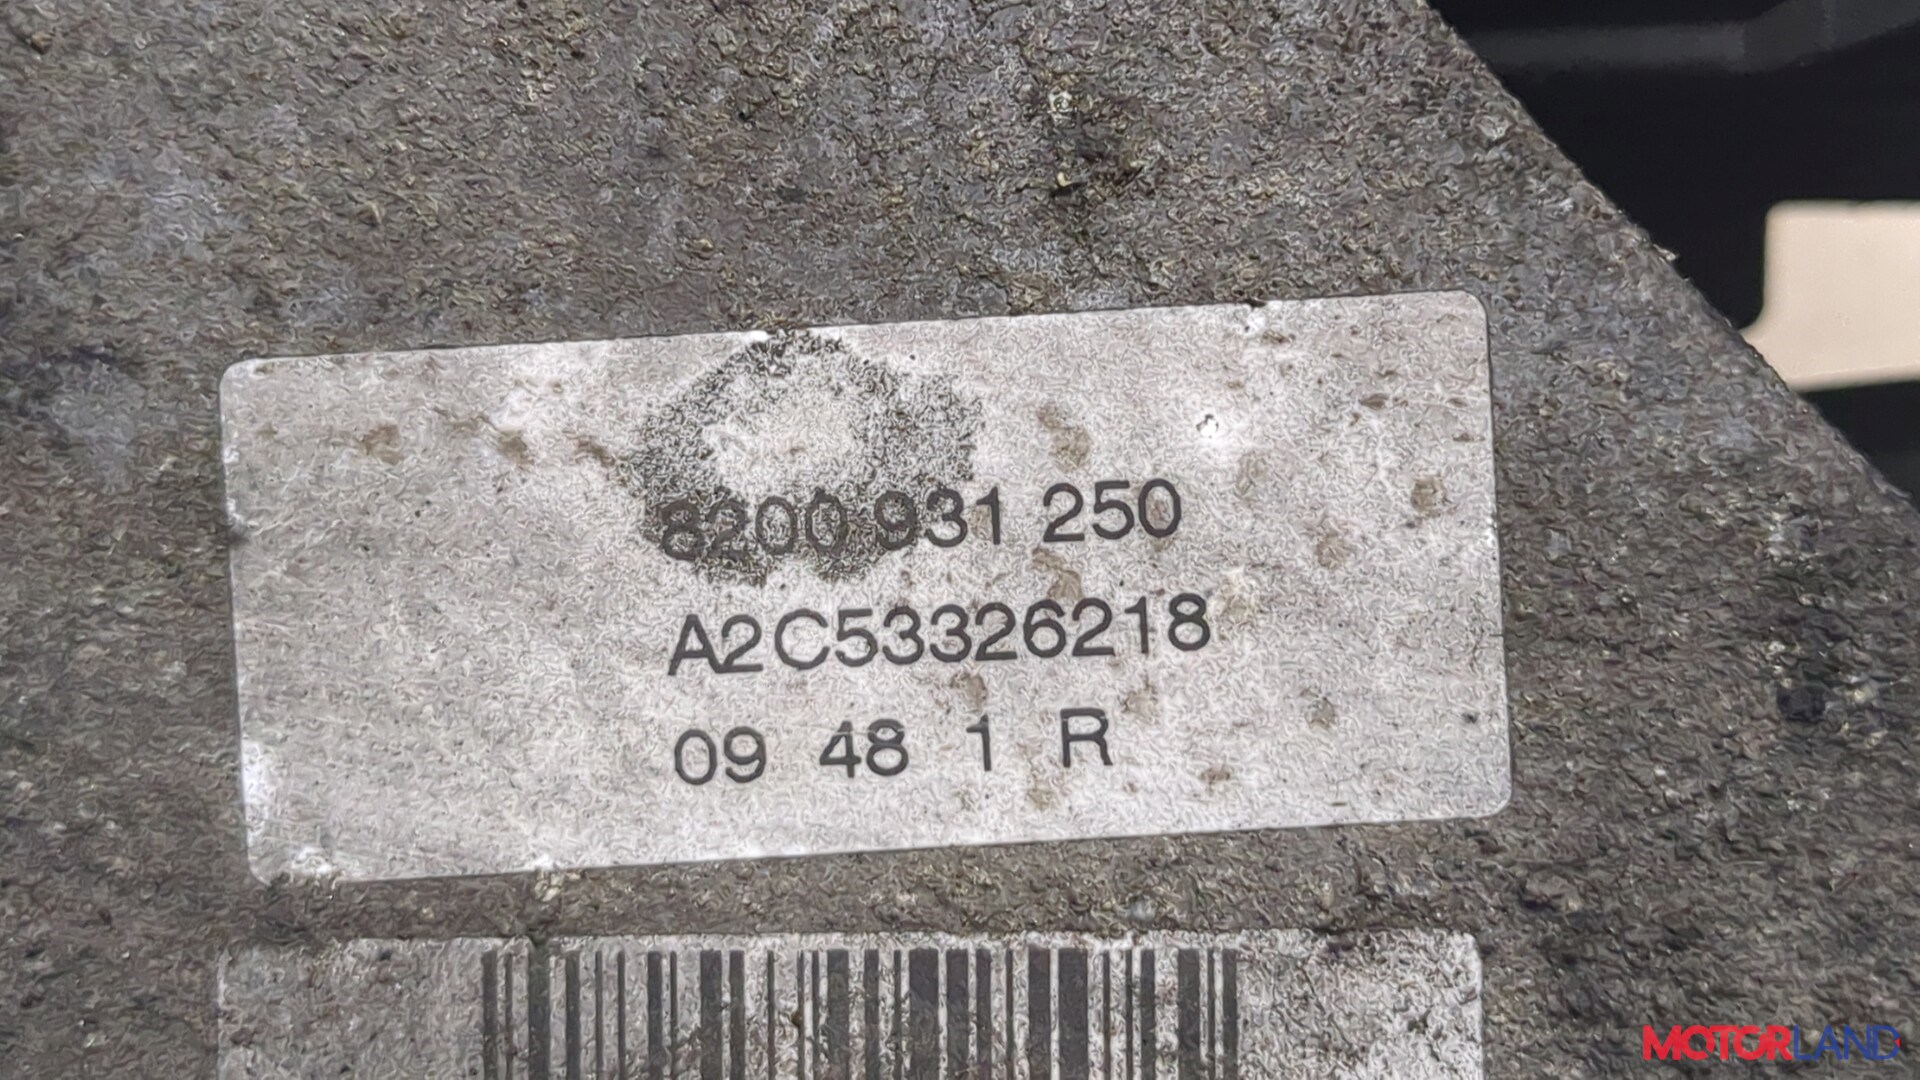 8200 931 250
A2C53326218
09 48 1 R
MOTORLAND